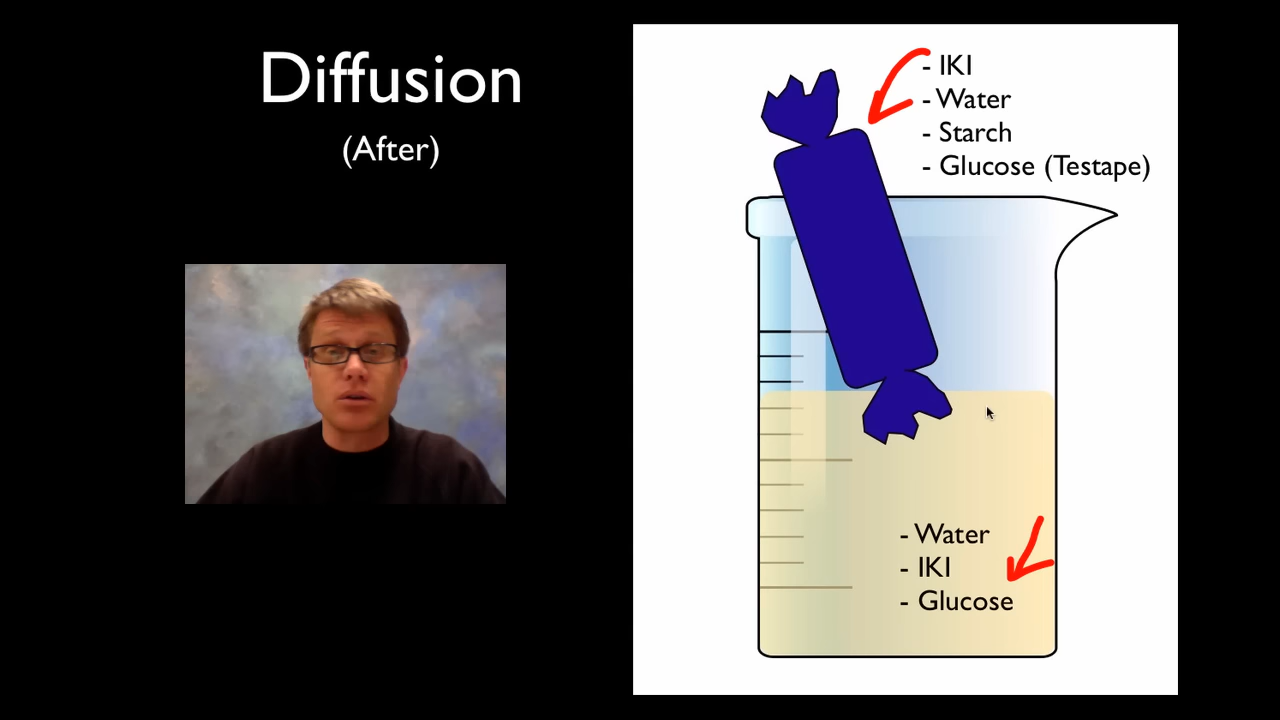 Diffusion
(After)
- IKI
- Water
- Starch
- Glucose (Testape)
- Water
- IKI
- Glucose